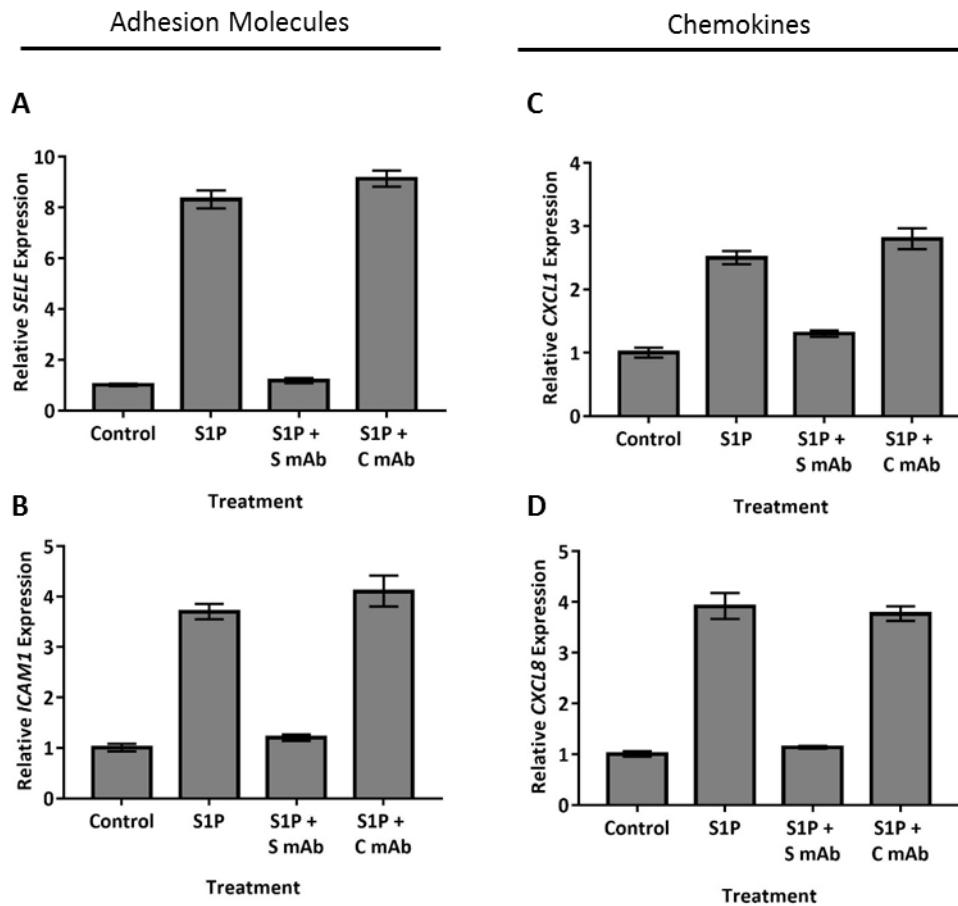 Adhesion Molecules
A
Relative SELE Expression
10
8
6
4
2
0
Control
S1P
S1P +
S mAb
S1P +
C mAb
Treatment
B
Relative ICAM1 Expression
5
4
3
2
1
0
Control
S1P
S1P +
S mAb
S1P +
C mAb
Treatment
Chemokines
C
Relative CXCL1 Expression
4
3
2
1
0
Control
S1P
S1P +
S mAb
S1P +
C mAb
Treatment
D
Relative CXCL8 Expression
5
4
3
2
1
0
Control
S1P
S1P +
S mAb
S1P +
C mAb
Treatment